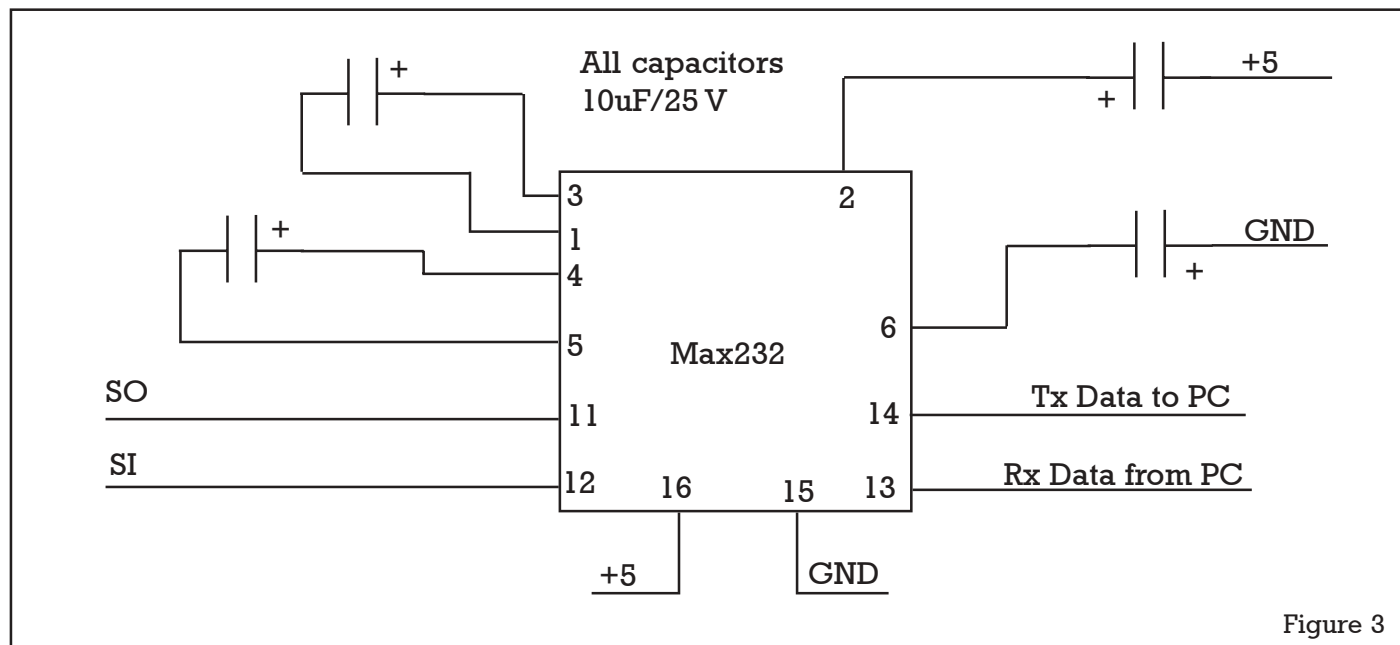 +
All capacitors
10uF/25 V
+
+5
3
2
1
+
GND
4
+
5
6
Max232
SO
11
14
Tx Data to PC
SI
12
16
15
13
Rx Data from PC
+5
GND
Figure 3